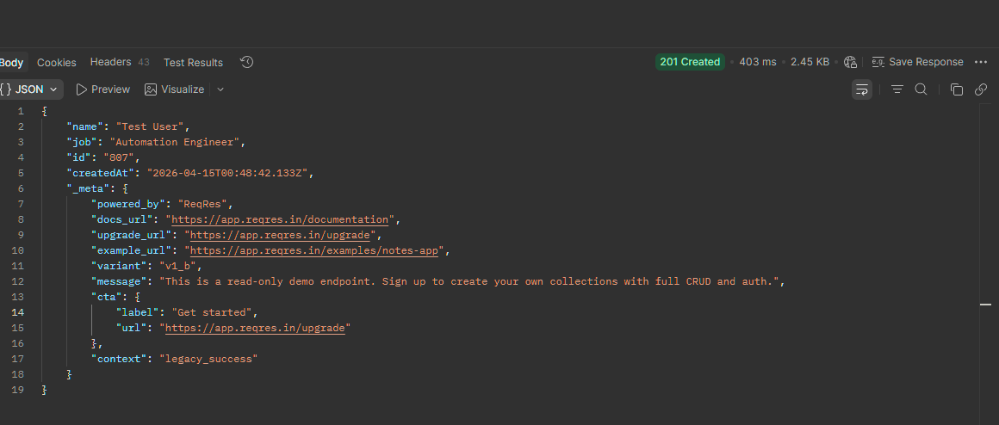 Body Cookies Headers 43 Test Results 201 Created • 403 ms • 2.45 KB • e.g. Save Response
{} JSON Preview Visualize
1 {
2 "name": "Test User",
3 "job": "Automation Engineer",
4 "id": "807",
5 "createdAt": "2026-04-15T00:48:42.133Z",
6 "_meta": {
7 "powered_by": "ReqRes",
8 "docs_url": "https://app.reqres.in/documentation",
9 "upgrade_url": "https://app.reqres.in/upgrade",
10 "example_url": "https://app.reqres.in/examples/notes-app",
11 "variant": "v1_b",
12 "message": "This is a read-only demo endpoint. Sign up to create your own collections with full CRUD and auth.",
13 "cta": {
14 "label": "Get started",
15 "url": "https://app.reqres.in/upgrade"
16 },
17 "context": "legacy_success"
18 }
19 }